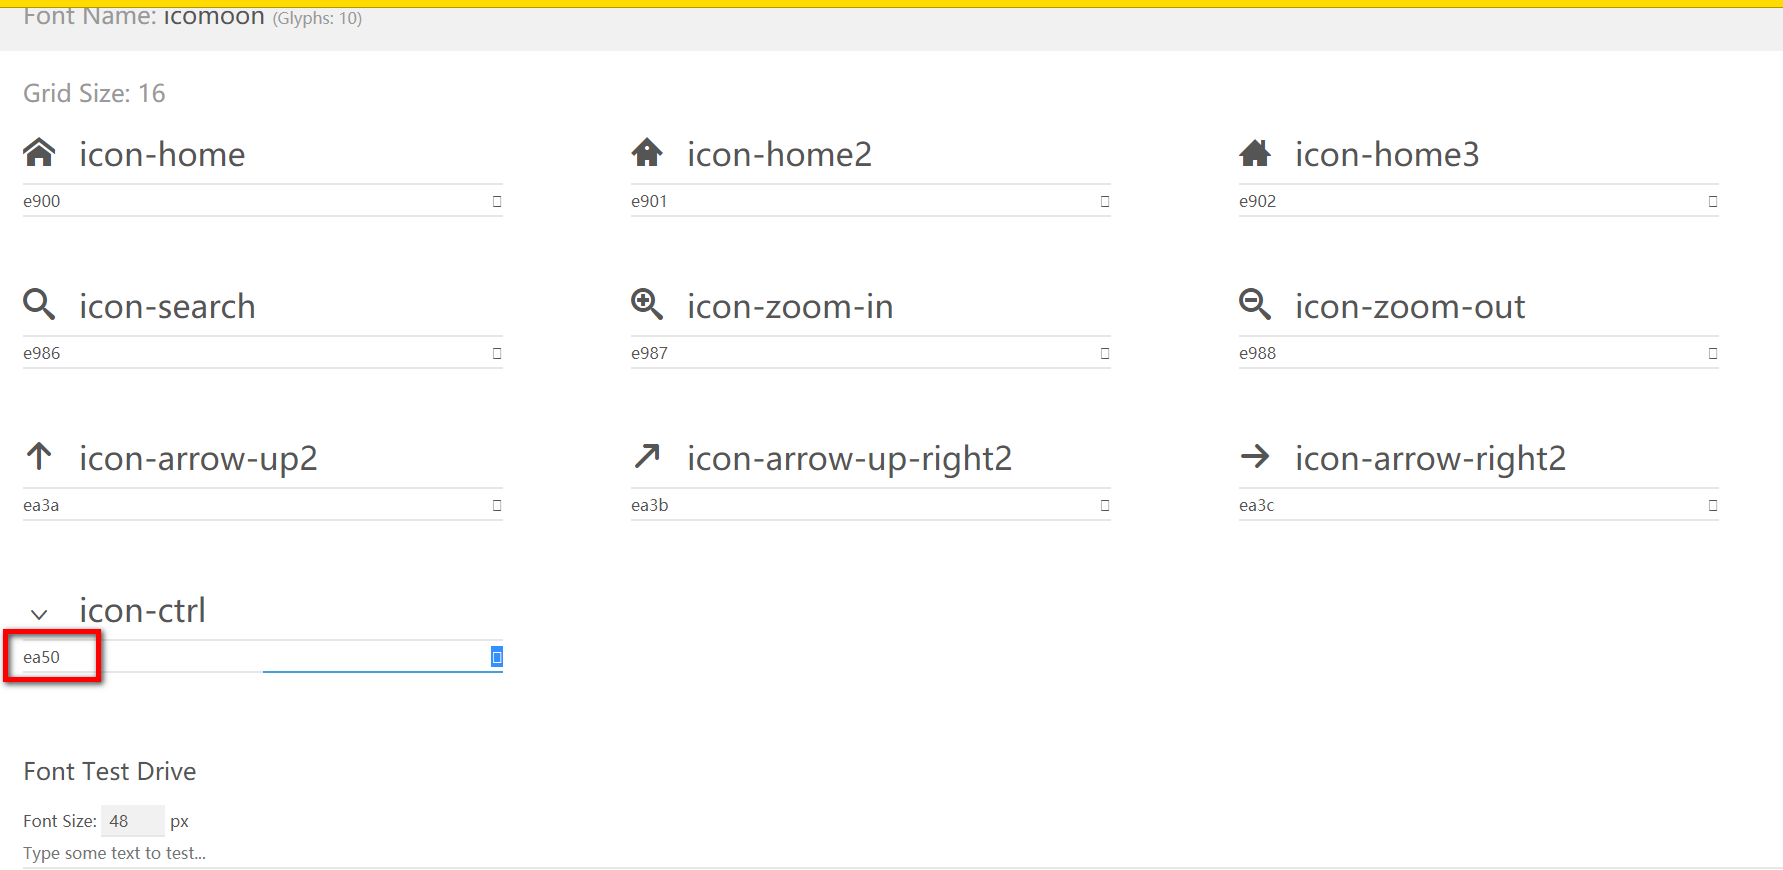 Font Name: icomoon (Glyphs: 10)
Grid Size: 16
icon-home
e900
icon-home2
e901
icon-home3
e902
icon-search
e986
icon-zoom-in
e987
icon-zoom-out
e988
icon-arrow-up2
ea3a
icon-arrow-up-right2
ea3b
icon-arrow-right2
ea3c
icon-ctrl
ea50
Font Test Drive
Font Size: 48 px
Type some text to test...